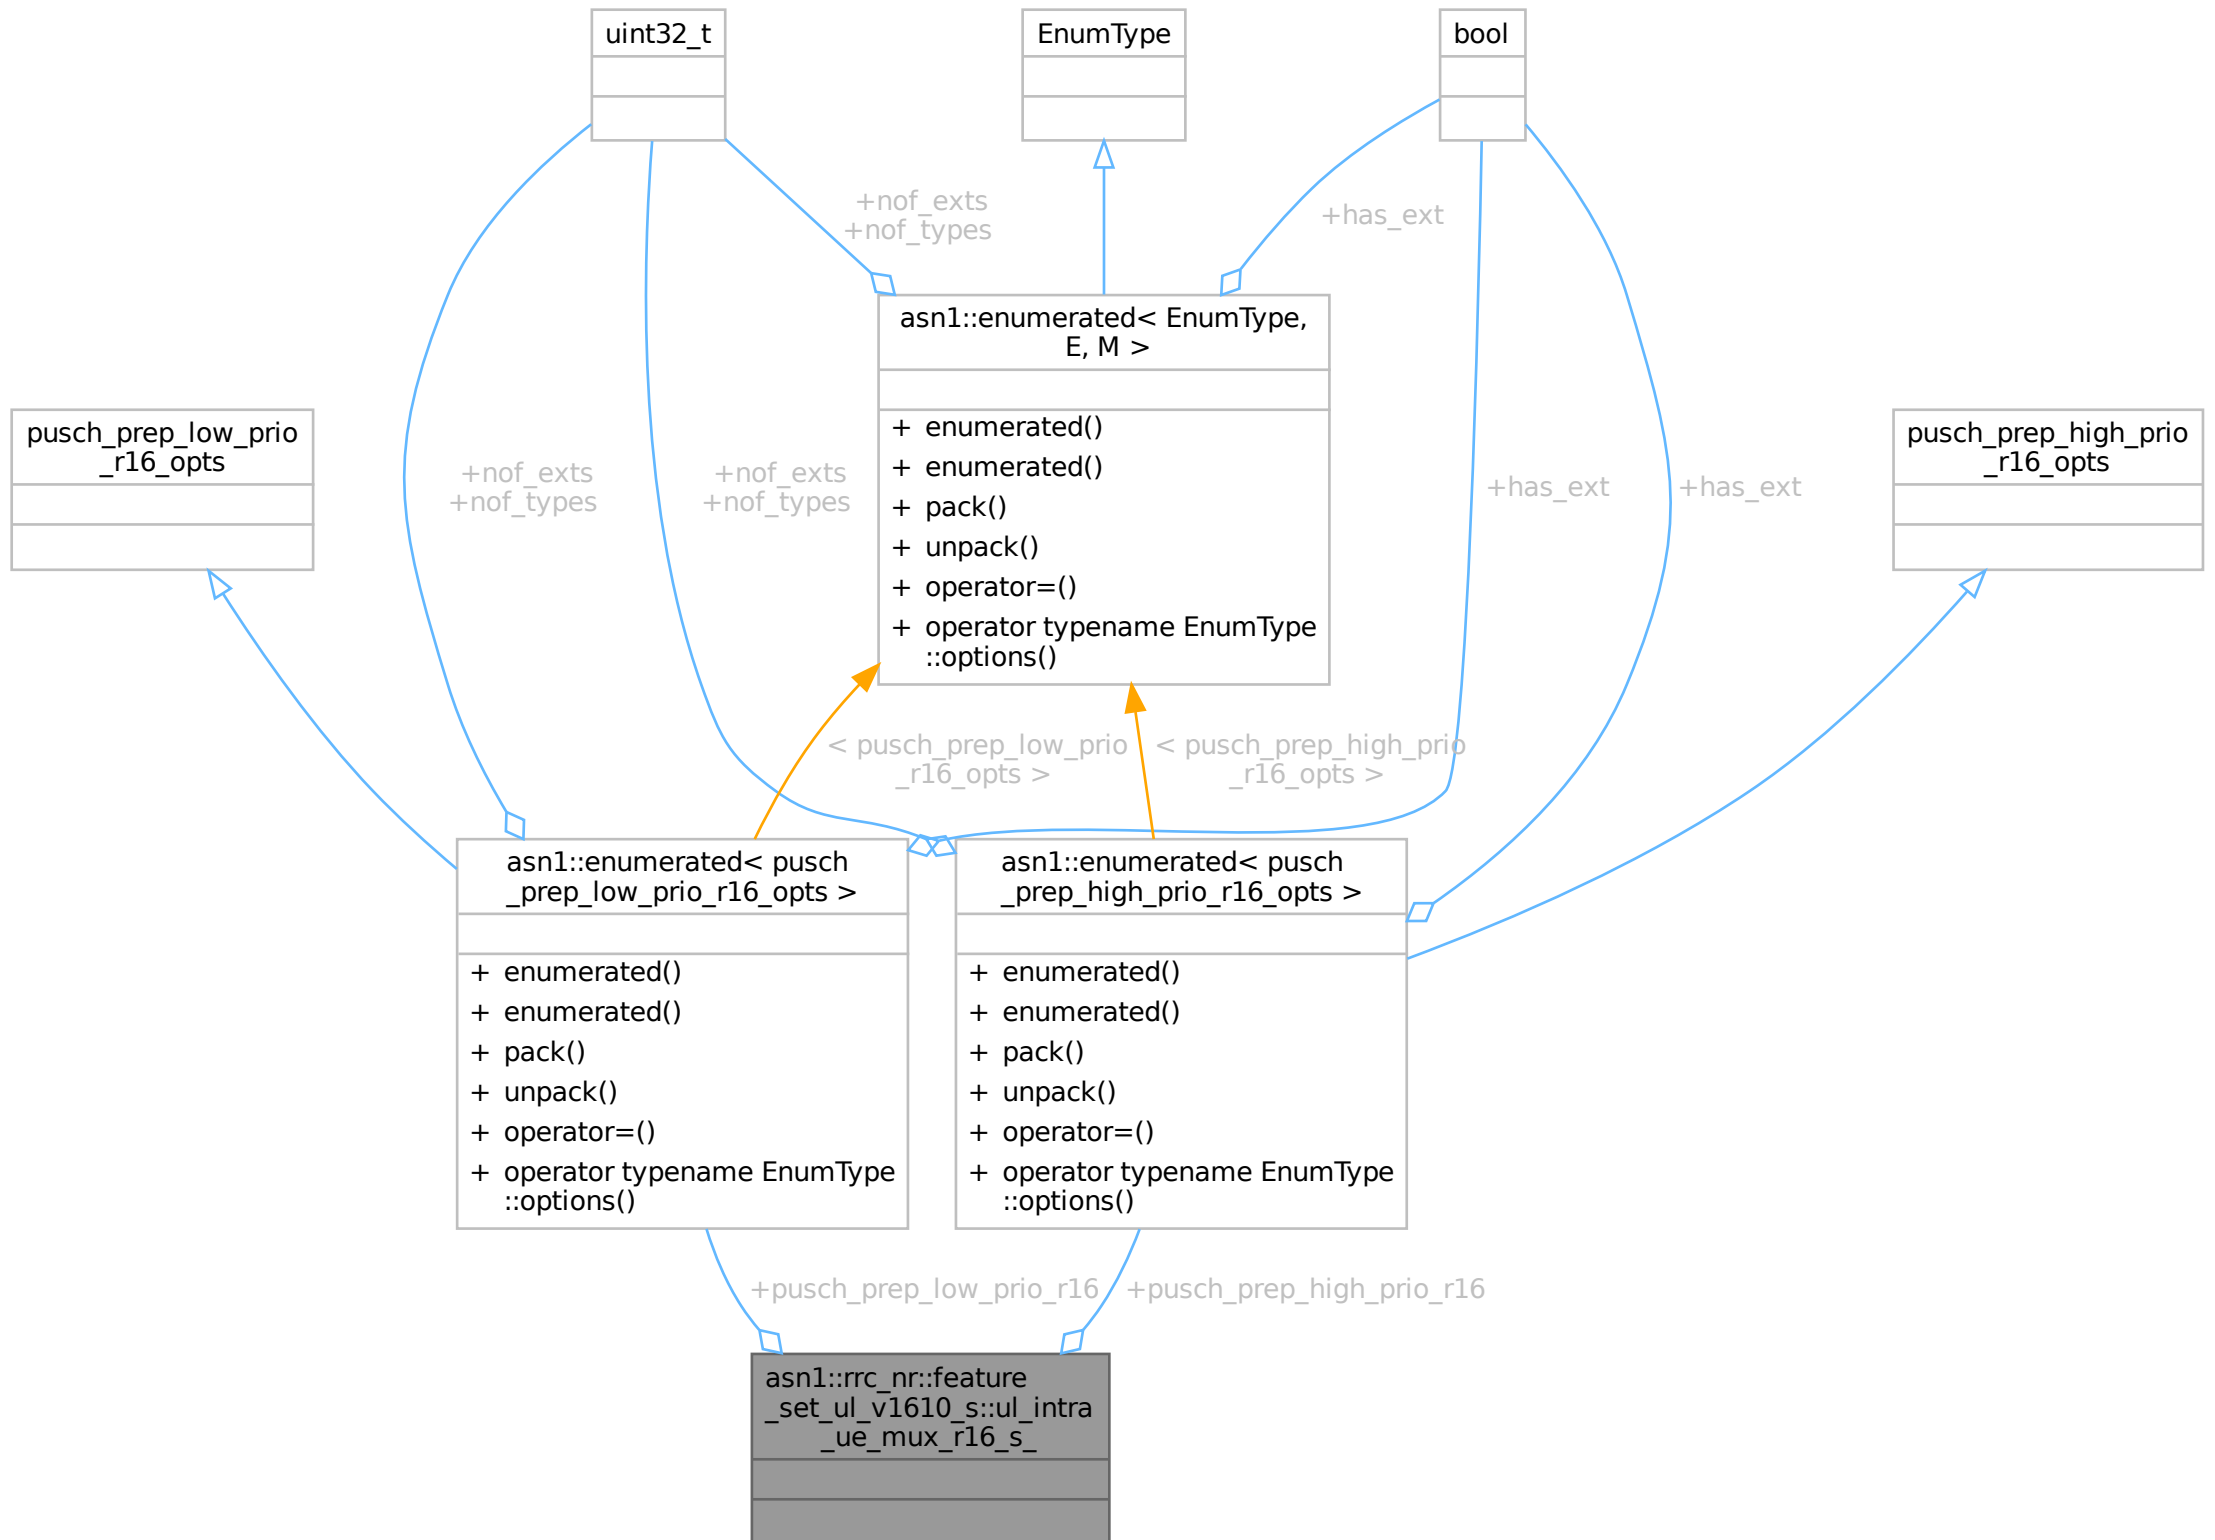 uint32_t
EnumType
bool
+nof_exts
+nof_types
+has_ext
asn1::enumerated< EnumType,
E, M >
+ enumerated()
+ enumerated()
+ pack()
+ unpack()
+ operator=()
+ operator typename EnumType
::options()
pusch_prep_low_prio
_r16_opts
+nof_exts
+nof_types
+nof_exts
+nof_types
+has_ext
+has_ext
pusch_prep_high_prio
_r16_opts
< pusch_prep_low_prio
_r16_opts >
< pusch_prep_high_prio
_r16_opts >
asn1::enumerated< pusch
_prep_low_prio_r16_opts >
+ enumerated()
+ enumerated()
+ pack()
+ unpack()
+ operator=()
+ operator typename EnumType
::options()
asn1::enumerated< pusch
_prep_high_prio_r16_opts >
+ enumerated()
+ enumerated()
+ pack()
+ unpack()
+ operator=()
+ operator typename EnumType
::options()
+pusch_prep_low_prio_r16
+pusch_prep_high_prio_r16
asn1::rrc_nr::feature
_set_ul_v1610_s::ul_intra
_ue_mux_r16_s_